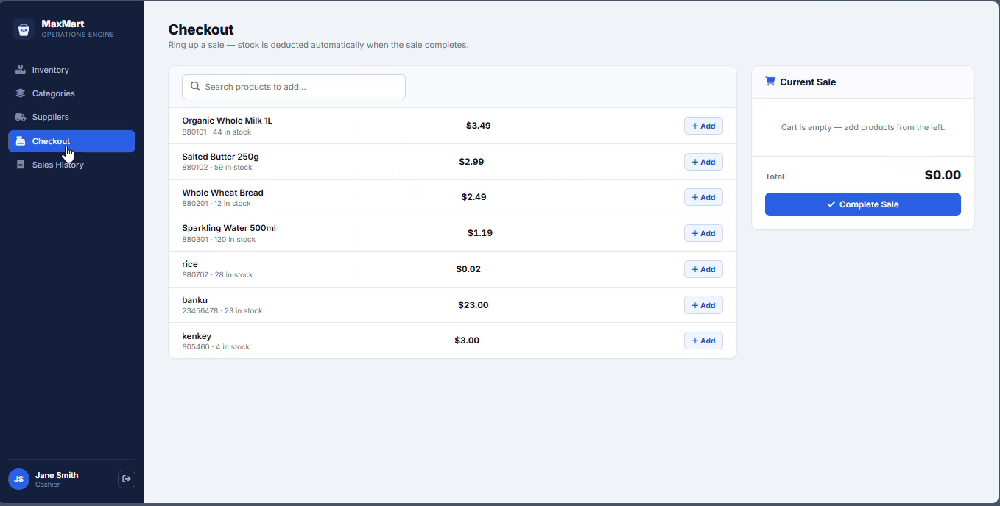 MaxMart
OPERATIONS ENGINE
Inventory
Categories
Suppliers
Checkout
Sales History
JS
Jane Smith
Cashier
Checkout
Ring up a sale — stock is deducted automatically when the sale completes.
Search products to add...
Organic Whole Milk 1L
880101 · 44 in stock
$3.49
+ Add
Salted Butter 250g
880102 · 59 in stock
$2.99
+ Add
Whole Wheat Bread
880201 · 12 in stock
$2.49
+ Add
Sparkling Water 500ml
880301 · 120 in stock
$1.19
+ Add
rice
880707 · 28 in stock
$0.02
+ Add
banku
23456478 · 23 in stock
$23.00
+ Add
kenkey
805460 · 4 in stock
$3.00
+ Add
Current Sale
Cart is empty — add products from the left.
Total $0.00
Complete Sale